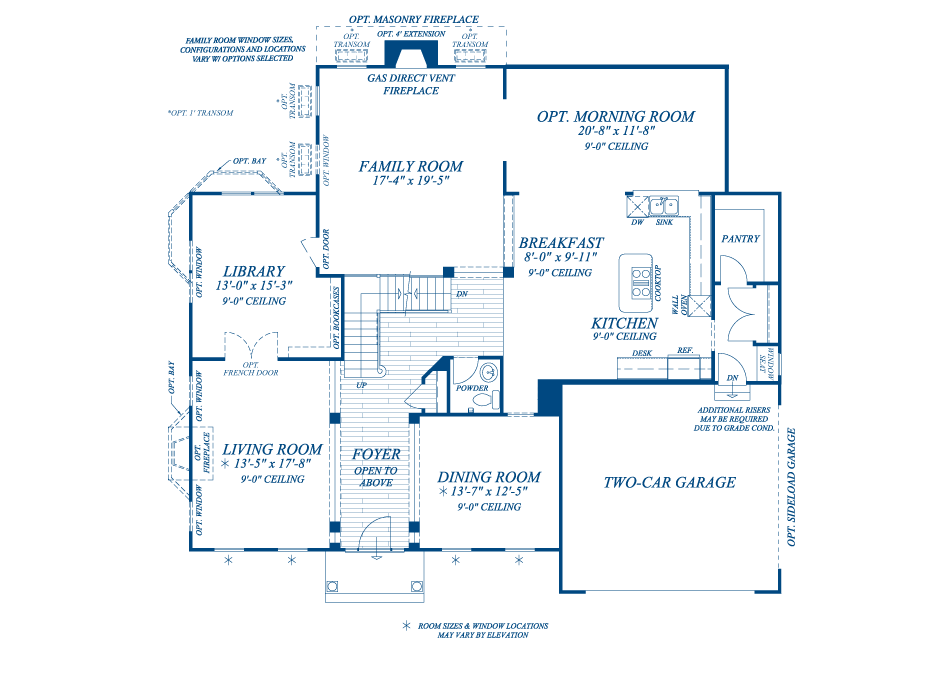 OPT. MASONRY FIREPLACE
OPT. 4' EXTENSION
FAMILY ROOM WINDOW SIZES,
CONFIGURATIONS AND LOCATIONS
VARY W/ OPTIONS SELECTED
*
OPT.
TRANSOM
*
OPT.
TRANSOM
GAS DIRECT VENT
FIREPLACE
*OPT. 1' TRANSOM
*
OPT.
TRANSOM
*
OPT.
TRANSOM
OPT. WINDOW
OPT. MORNING ROOM
20'-8" x 11'-8"
9'-0" CEILING
FAMILY ROOM
17'-4" x 19'-5"
OPT. BAY
DW
SINK
PANTRY
OPT. DOOR
BREAKFAST
8'-0" x 9'-11"
9'-0" CEILING
OPT. WINDOW
LIBRARY
13'-0" x 15'-3"
9'-0" CEILING
COOKTOP
DN
WALL
OVEN
OPT. BOOKCASES
KITCHEN
9'-0" CEILING
DESK
REF.
WINDOW
SEAT
OPT.
FRENCH DOOR
UP
DN
OPT. BAY
OPT. WINDOW
POWDER
ADDITIONAL RISERS
MAY BE REQUIRED
DUE TO GRADE COND.
OPT.
FIREPLACE
LIVING ROOM
* 13'-5" x 17'-8"
9'-0" CEILING
FOYER
OPEN TO
ABOVE
DINING ROOM
* 13'-7" x 12'-5"
9'-0" CEILING
TWO-CAR GARAGE
OPT. SIDELOAD GARAGE
OPT. WINDOW
* * * *
* ROOM SIZES & WINDOW LOCATIONS
MAY VARY BY ELEVATION